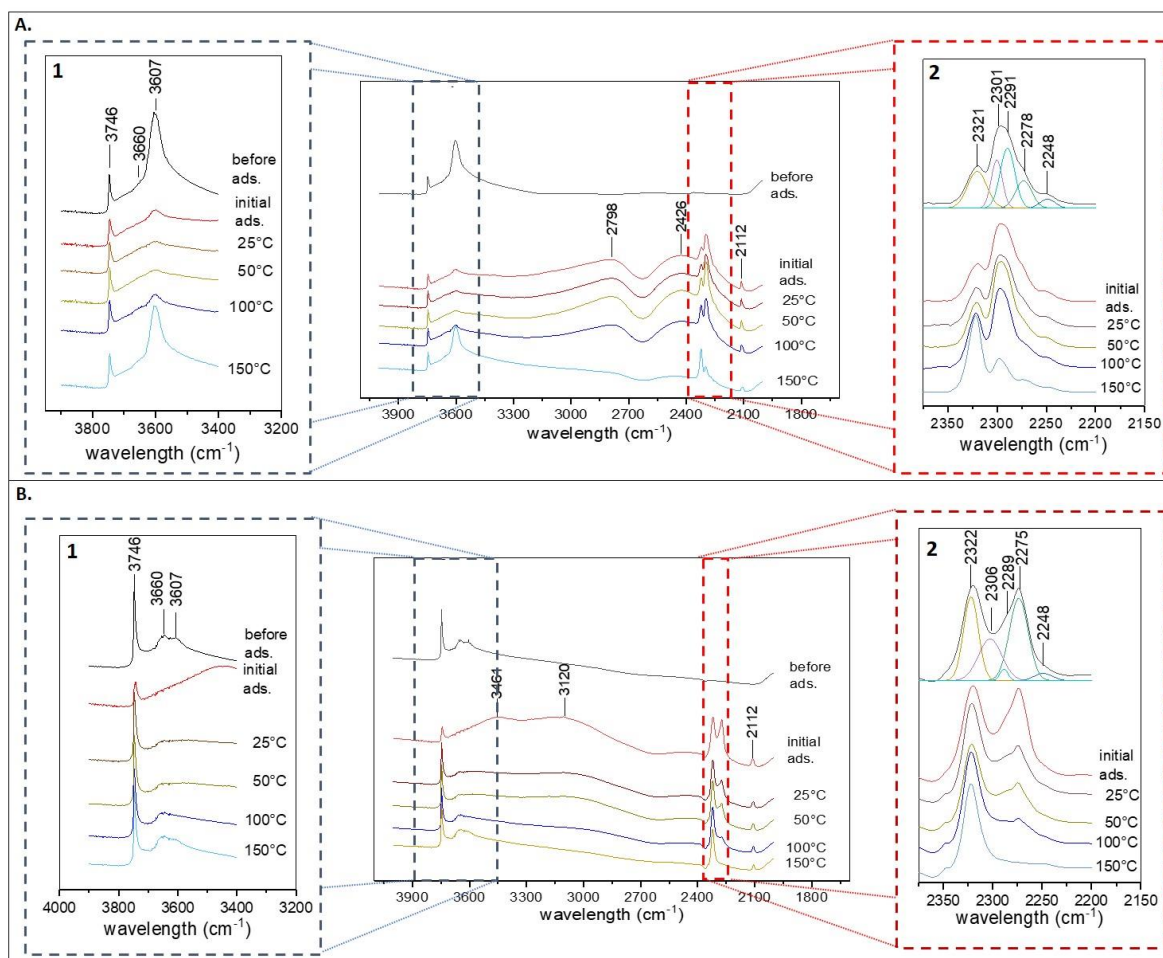 A.
1
3746
3660
3607
before
ads.
initial
ads.
25°C
50°C
100°C
150°C
3800 3600 3400 3200
wavelength (cm-1)
before
ads.
2798
2426
2112
initial
ads.
25°C
50°C
100°C
150°C
3900 3600 3300 3000 2700 2400 2100 1800
wavelength (cm-1)
2
2321
2301
2291
2278
2248
initial
ads.
25°C
50°C
100°C
150°C
2350 2300 2250 2200 2150
wavelength (cm-1)
B.
1
3746
3660
3607
before
ads.
initial
ads.
25°C
50°C
100°C
150°C
4000 3800 3600 3400 3200
wavelength (cm-1)
before
ads.
3461
3120
2112
initial
ads.
25°C
50°C
100°C
150°C
3900 3600 3300 3000 2700 2400 2100 1800
wavelength (cm-1)
2
2322
2306
2289
2275
2248
initial
ads.
25°C
50°C
100°C
150°C
2350 2300 2250 2200 2150
wavelength (cm-1)